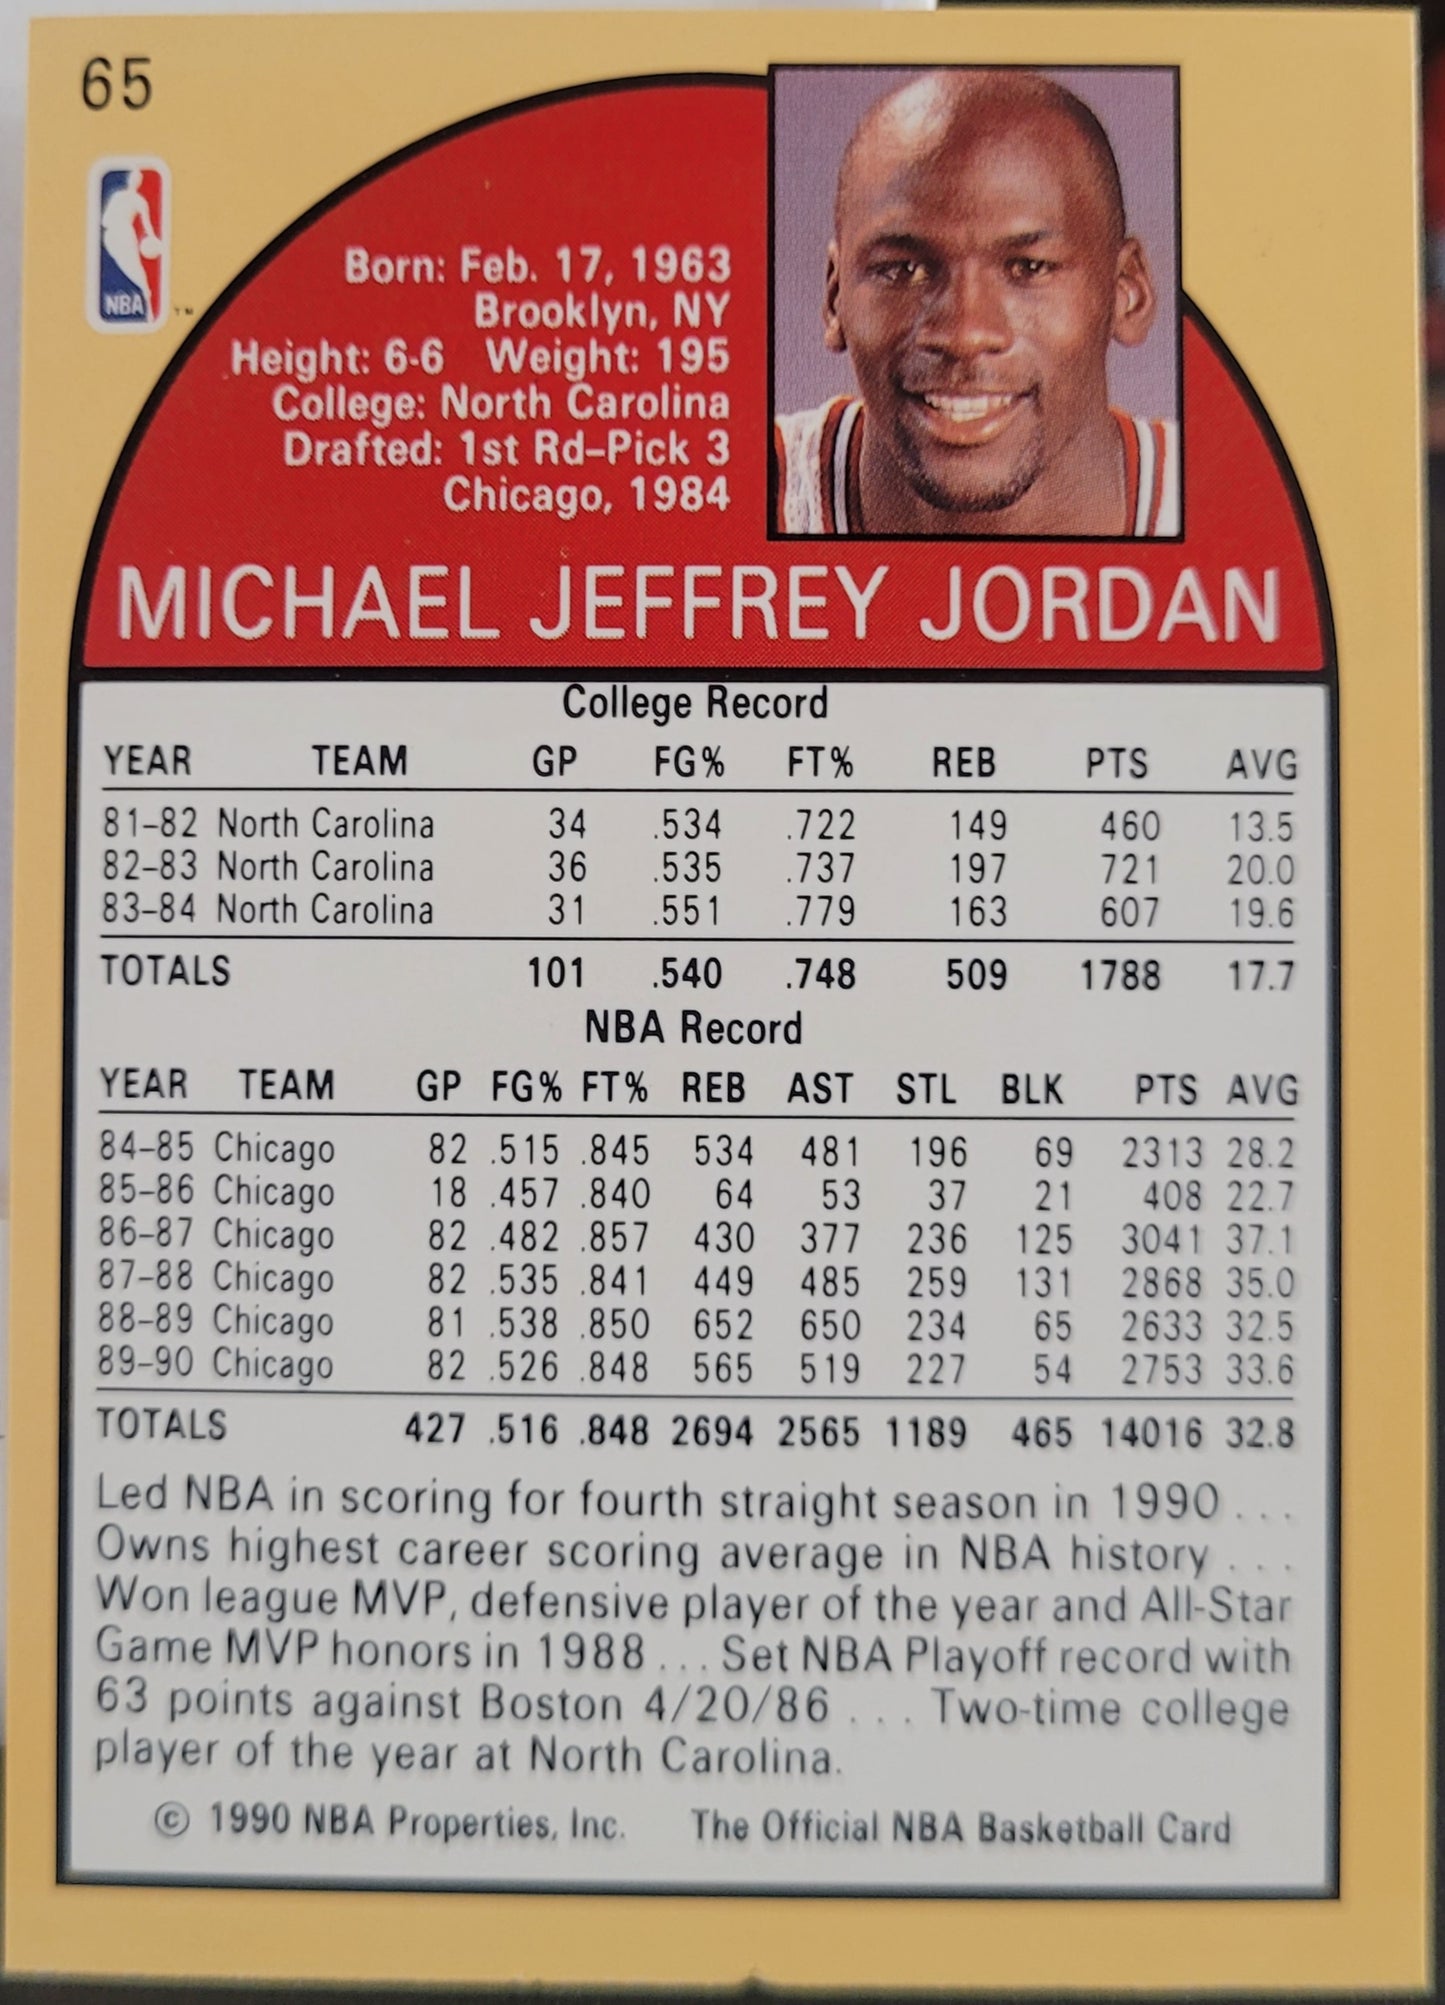 65
NBA ™
Born: Feb. 17, 1963
Brooklyn, NY
Height: 6-6 Weight: 195
College: North Carolina
Drafted: 1st Rd–Pick 3
Chicago, 1984
MICHAEL JEFFREY JORDAN
College Record
YEAR TEAM GP FG% FT% REB PTS AVG
81–82 North Carolina 34 .534 .722 149 460 13.5
82–83 North Carolina 36 .535 .737 197 721 20.0
83–84 North Carolina 31 .551 .779 163 607 19.6
TOTALS 101 .540 .748 509 1788 17.7
NBA Record
YEAR TEAM GP FG% FT% REB AST STL BLK PTS AVG
84–85 Chicago 82 .515 .845 534 481 196 69 2313 28.2
85–86 Chicago 18 .457 .840 64 53 37 21 408 22.7
86–87 Chicago 82 .482 .857 430 377 236 125 3041 37.1
87–88 Chicago 82 .535 .841 449 485 259 131 2868 35.0
88–89 Chicago 81 .538 .850 652 650 234 65 2633 32.5
89–90 Chicago 82 .526 .848 565 519 227 54 2753 33.6
TOTALS 427 .516 .848 2694 2565 1189 465 14016 32.8
Led NBA in scoring for fourth straight season in 1990 . . .
Owns highest career scoring average in NBA history . . .
Won league MVP, defensive player of the year and All-Star
Game MVP honors in 1988 . . . Set NBA Playoff record with
63 points against Boston 4/20/86 . . . Two-time college
player of the year at North Carolina.
© 1990 NBA Properties, Inc. The Official NBA Basketball Card